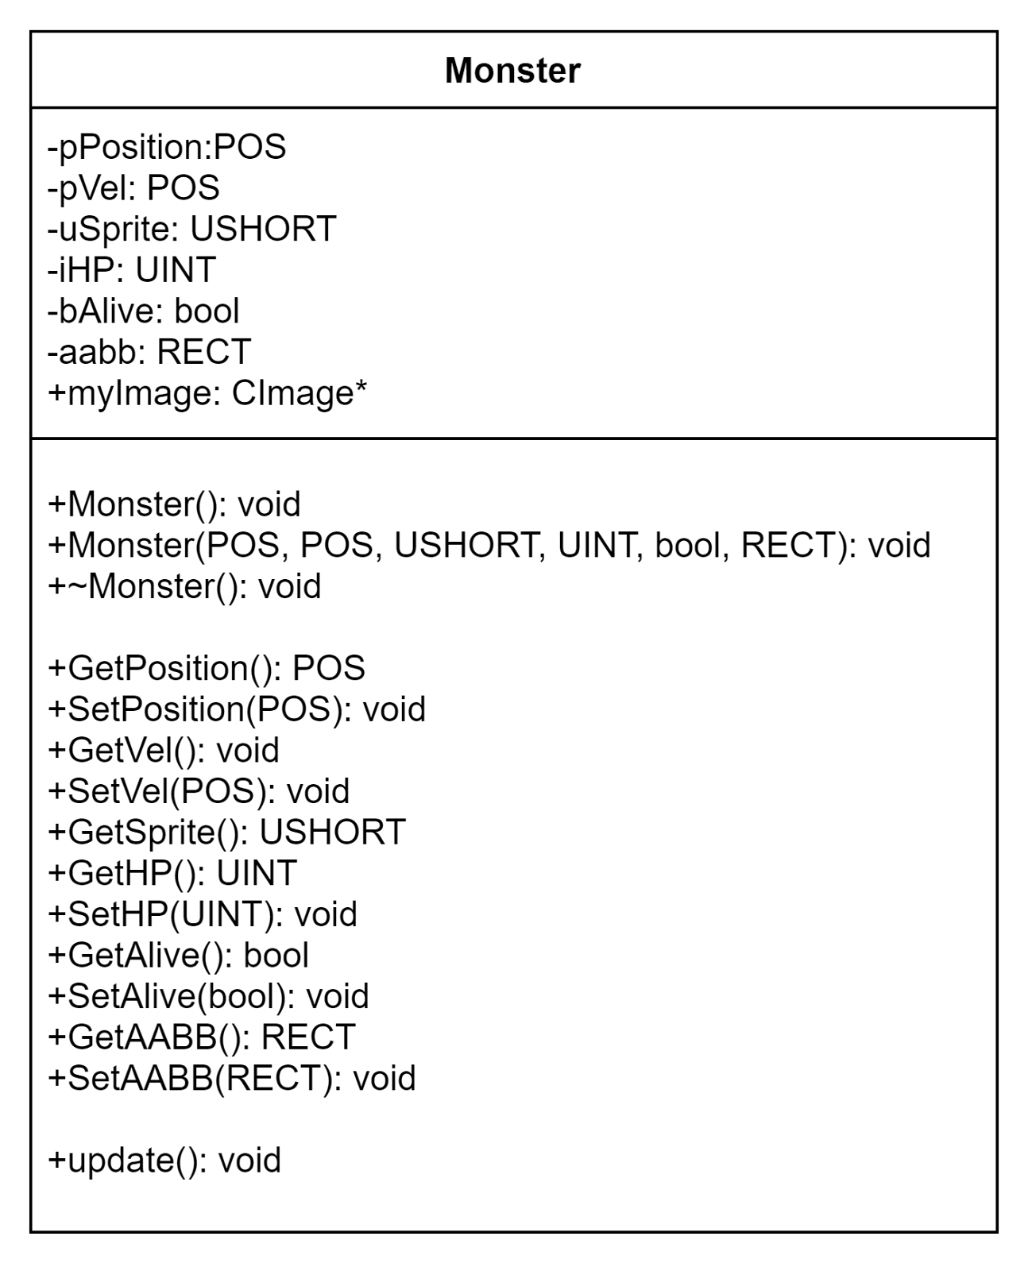 Monster
-pPosition:POS
-pVel: POS
-uSprite: USHORT
-iHP: UINT
-bAlive: bool
-aabb: RECT
+myImage: CImage*
+Monster(): void
+Monster(POS, POS, USHORT, UINT, bool, RECT): void
+~Monster(): void
+GetPosition(): POS
+SetPosition(POS): void
+GetVel(): void
+SetVel(POS): void
+GetSprite(): USHORT
+GetHP(): UINT
+SetHP(UINT): void
+GetAlive(): bool
+SetAlive(bool): void
+GetAABB(): RECT
+SetAABB(RECT): void
+update(): void